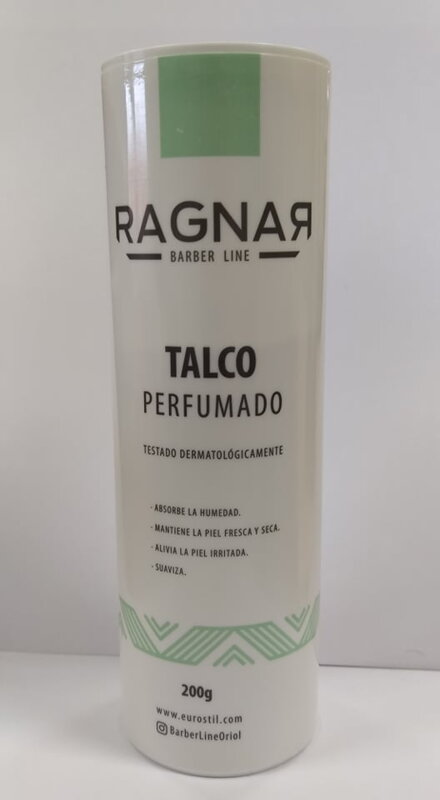 RAGNAR
BARBER LINE
TALCO
PERFUMADO
TESTADO DERMATOLÓGICAMENTE
· ABSORBE LA HUMEDAD.
· MANTIENE LA PIEL FRESCA Y SECA.
· ALIVIA LA PIEL IRRITADA.
· SUAVIZA.
200g
www.eurostil.com
BarberLineOriol